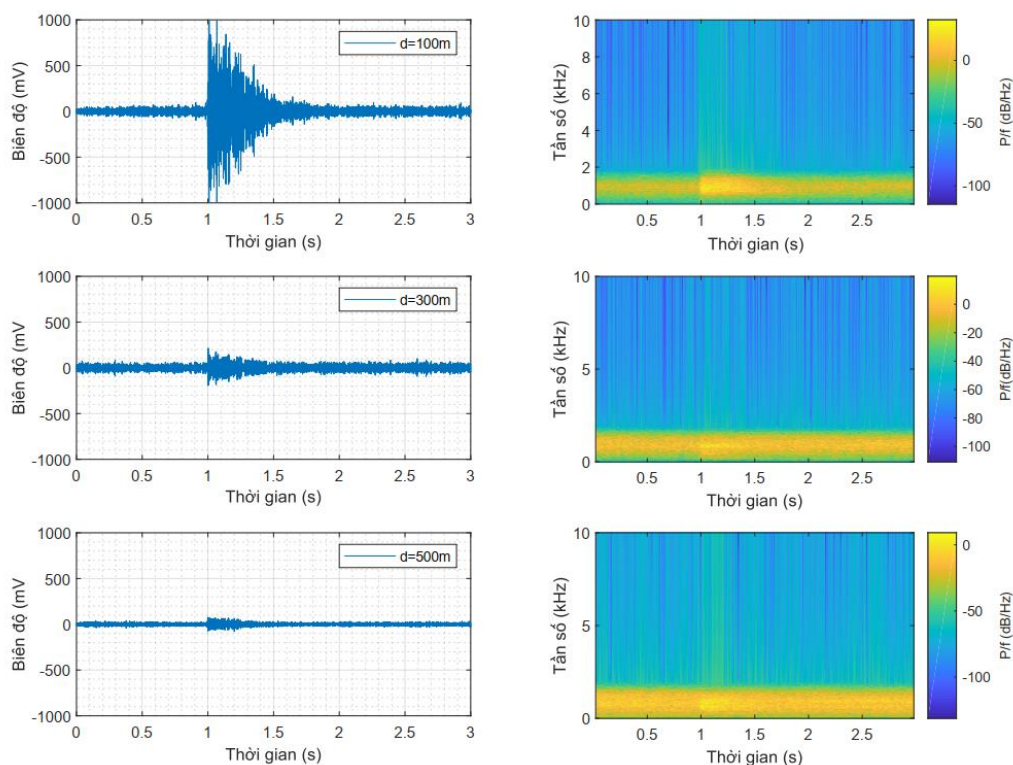 1000
500
0
-500
-1000
Biên độ (mV)
d=100m
0 0.5 1 1.5 2 2.5 3
Thời gian (s)
10
8
6
4
2
0
Tần số (kHz)
0.5 1 1.5 2 2.5
Thời gian (s)
0
-50
-100
P/f (dB/Hz)
1000
500
0
-500
-1000
Biên độ (mV
d=300m
0 0.5 1 1.5 2 2.5 3
Thời gian (s)
10
5
0
Tần số (kHz)
0.5 1 1.5 2 2.5
Thời gian (s)
0
-20
-40
-60
-80
-100
P/f(dB/Hz)
1000
500
0
-500
-1000
Biên độ (mV)
d=500m
0 0.5 1 1.5 2 2.5 3
Thời gian (s)
10
5
0
Tần số (kHz)
0.5 1 1.5 2 2.5
Thời gian (s)
0
-50
-100
P/f (dB/Hz)